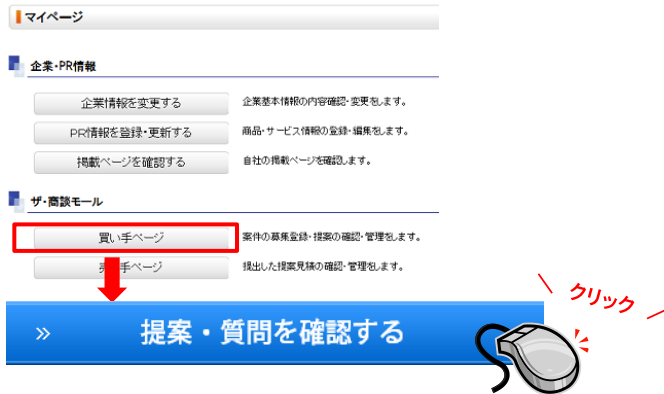 マイページ
企業・PR情報
企業情報を変更する 企業基本情報の内容確認・変更をします。
PR情報を登録・更新する 商品・サービス情報の登録・編集をします。
掲載ページを確認する 自社の掲載ページを確認します。
ザ・商談モール
買い手ページ 案件の募集登録・提案の確認・管理をします。
手ページ 提出した提案見積の確認・管理をします。
クリック
» 提案・質問を確認する